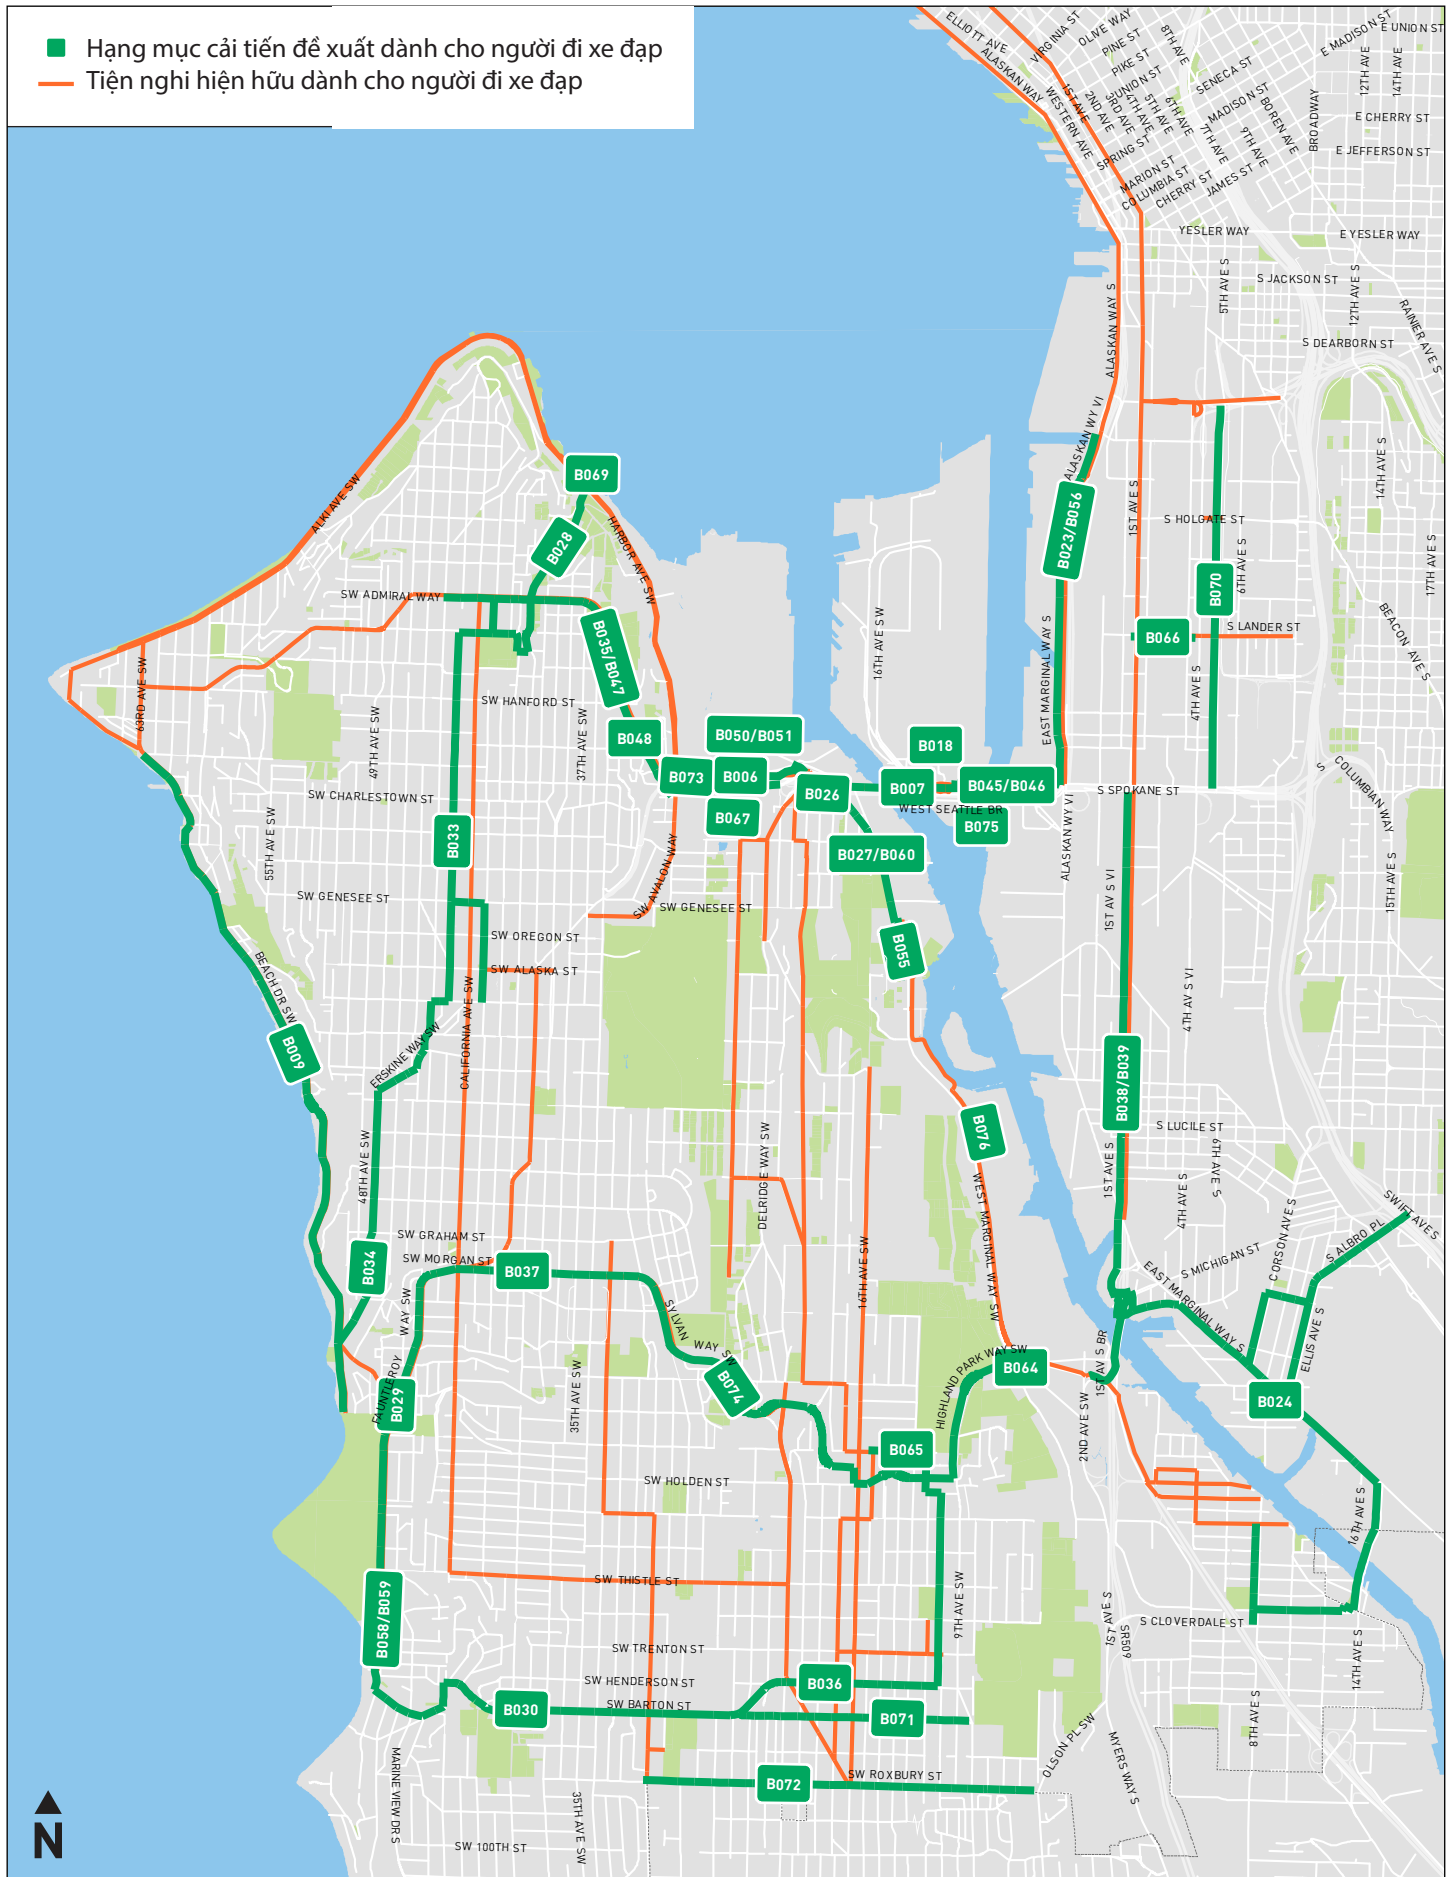 Hạng mục cải tiến đề xuất dành cho người đi xe đạp
Tiện nghi hiện hữu dành cho người đi xe đạp
ELLIOTT AVE
ALASKAN WAY
WESTERN AVE
VIRGINIA ST
OLIVE WAY
PINE ST
PIKE ST
UNION ST
8TH AVE
SENECA ST
MADISON ST
E MADISON ST
E UNION ST
12TH AVE
14TH AVE
1ST AVE
2ND AVE
3RD AVE
4TH AVE
5TH AVE
6TH AVE
7TH AVE
9TH AVE
BOREN AVE
BROADWAY
E CHERRY ST
E JEFFERSON ST
SPRING ST
MARION ST
COLUMBIA ST
CHERRY ST
JAMES ST
YESLER WAY
E YESLER WAY
5TH AVE S
S JACKSON ST
12TH AVE S
RAINIER AVE S
S DEARBORN ST
ALASKAN WAY S
ALASKAN WY VI
14TH AVE S
B069
ALKI AVE SW
HARBOR AVE SW
B028
B023/B056
1ST AVE S
S HOLGATE ST
6TH AVE S
17TH AVE S
B070
SW ADMIRAL WAY
B035/B047
16TH AVE SW
EAST MARGINAL WAY S
B066
S LANDER ST
BEACON AVE S
63RD AVE SW
SW HANFORD ST
37TH AVE SW
49TH AVE SW
4TH AVE S
B048
B050/B051
B018
B073
B006
B026
B007
B045/B046
S SPOKANE ST
S COLUMBIAN WAY
SW CHARLESTOWN ST
WEST SEATTLE BR
B067
B075
55TH AVE SW
B033
SW AVALON WAY
B027/B060
ALASKAN WY VI
15TH AVE S
SW GENESEE ST
SW GENESEE ST
1ST AV S VI
SW OREGON ST
B055
SW ALASKA ST
BEACH DR SW
4TH AV S VI
B009
ERSKINE WAY SW
CALIFORNIA AVE SW
B038/B039
B076
S LUCILE ST
48TH AVE SW
DELRIDGE WAY SW
1ST AVE S
6TH AVE S
4TH AVE S
WEST MARGINAL WAY SW
SWIFT AVE S
CORSON AVE S
S ALBRO PL
SW GRAHAM ST
SW MORGAN ST
B034
B037
16TH AVE SW
S MICHIGAN ST
EAST MARGINAL WAY S
FAUNTLEROY WAY SW
SYLVAN WAY SW
ELLIS AVE S
B064
1ST AV S BR
B029
35TH AVE SW
B074
HIGHLAND PARK WAY SW
2ND AVE SW
B024
B065
SW HOLDEN ST
16TH AVE S
SW THISTLE ST
B058/B059
9TH AVE SW
1ST AVE S
SR509
S CLOVERDALE ST
14TH AVE S
SW TRENTON ST
SW HENDERSON ST
B036
SW BARTON ST
B030
B071
8TH AVE S
OLSON PL SW
MYERS WAY S
SW ROXBURY ST
B072
MARINE VIEW DR S
35TH AVE SW
SW 100TH ST
N